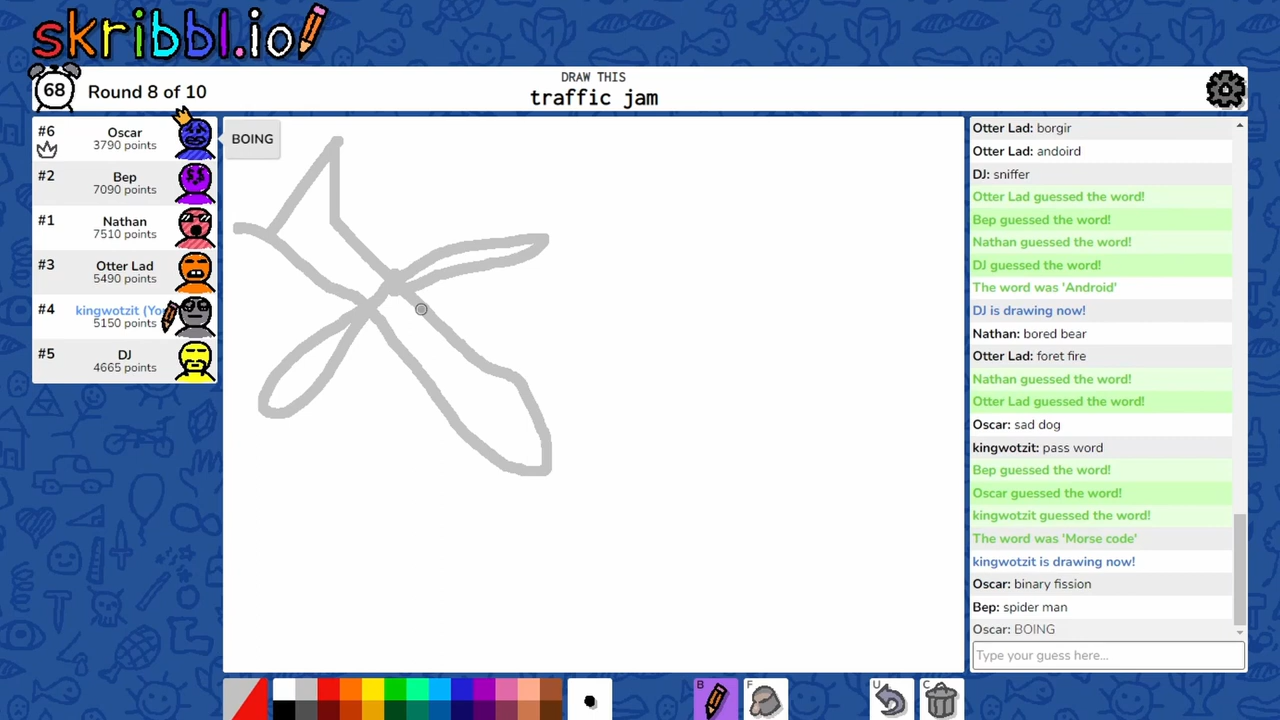 skribbl.io
68
Round 8 of 10
DRAW THIS
traffic jam
#6
Oscar
3790 points
#2
Bep
7090 points
#1
Nathan
7510 points
#3
Otter Lad
5490 points
#4
kingwotzit (Yo
5150 points
#5
DJ
4665 points
BOING
Otter Lad: borgir
Otter Lad: andoird
DJ: sniffer
Otter Lad guessed the word!
Bep guessed the word!
Nathan guessed the word!
DJ guessed the word!
The word was 'Android'
DJ is drawing now!
Nathan: bored bear
Otter Lad: foret fire
Nathan guessed the word!
Otter Lad guessed the word!
Oscar: sad dog
kingwotzit: pass word
Bep guessed the word!
Oscar guessed the word!
kingwotzit guessed the word!
The word was 'Morse code'
kingwotzit is drawing now!
Oscar: binary fission
Bep: spider man
Oscar: BOING
Type your guess here...
B
F
U
C